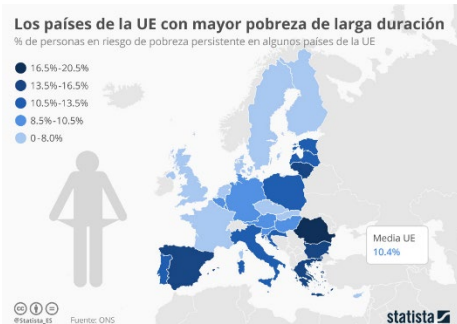 Los países de la UE con mayor pobreza de larga duración
% de personas en riesgo de pobreza persistente en algunos países de la UE
16.5%-20.5%
13.5%-16.5%
10.5%-13.5%
8.5%-10.5%
0-8.0%
Media UE
10.4%
@Statista_ES
Fuente: ONS
statista